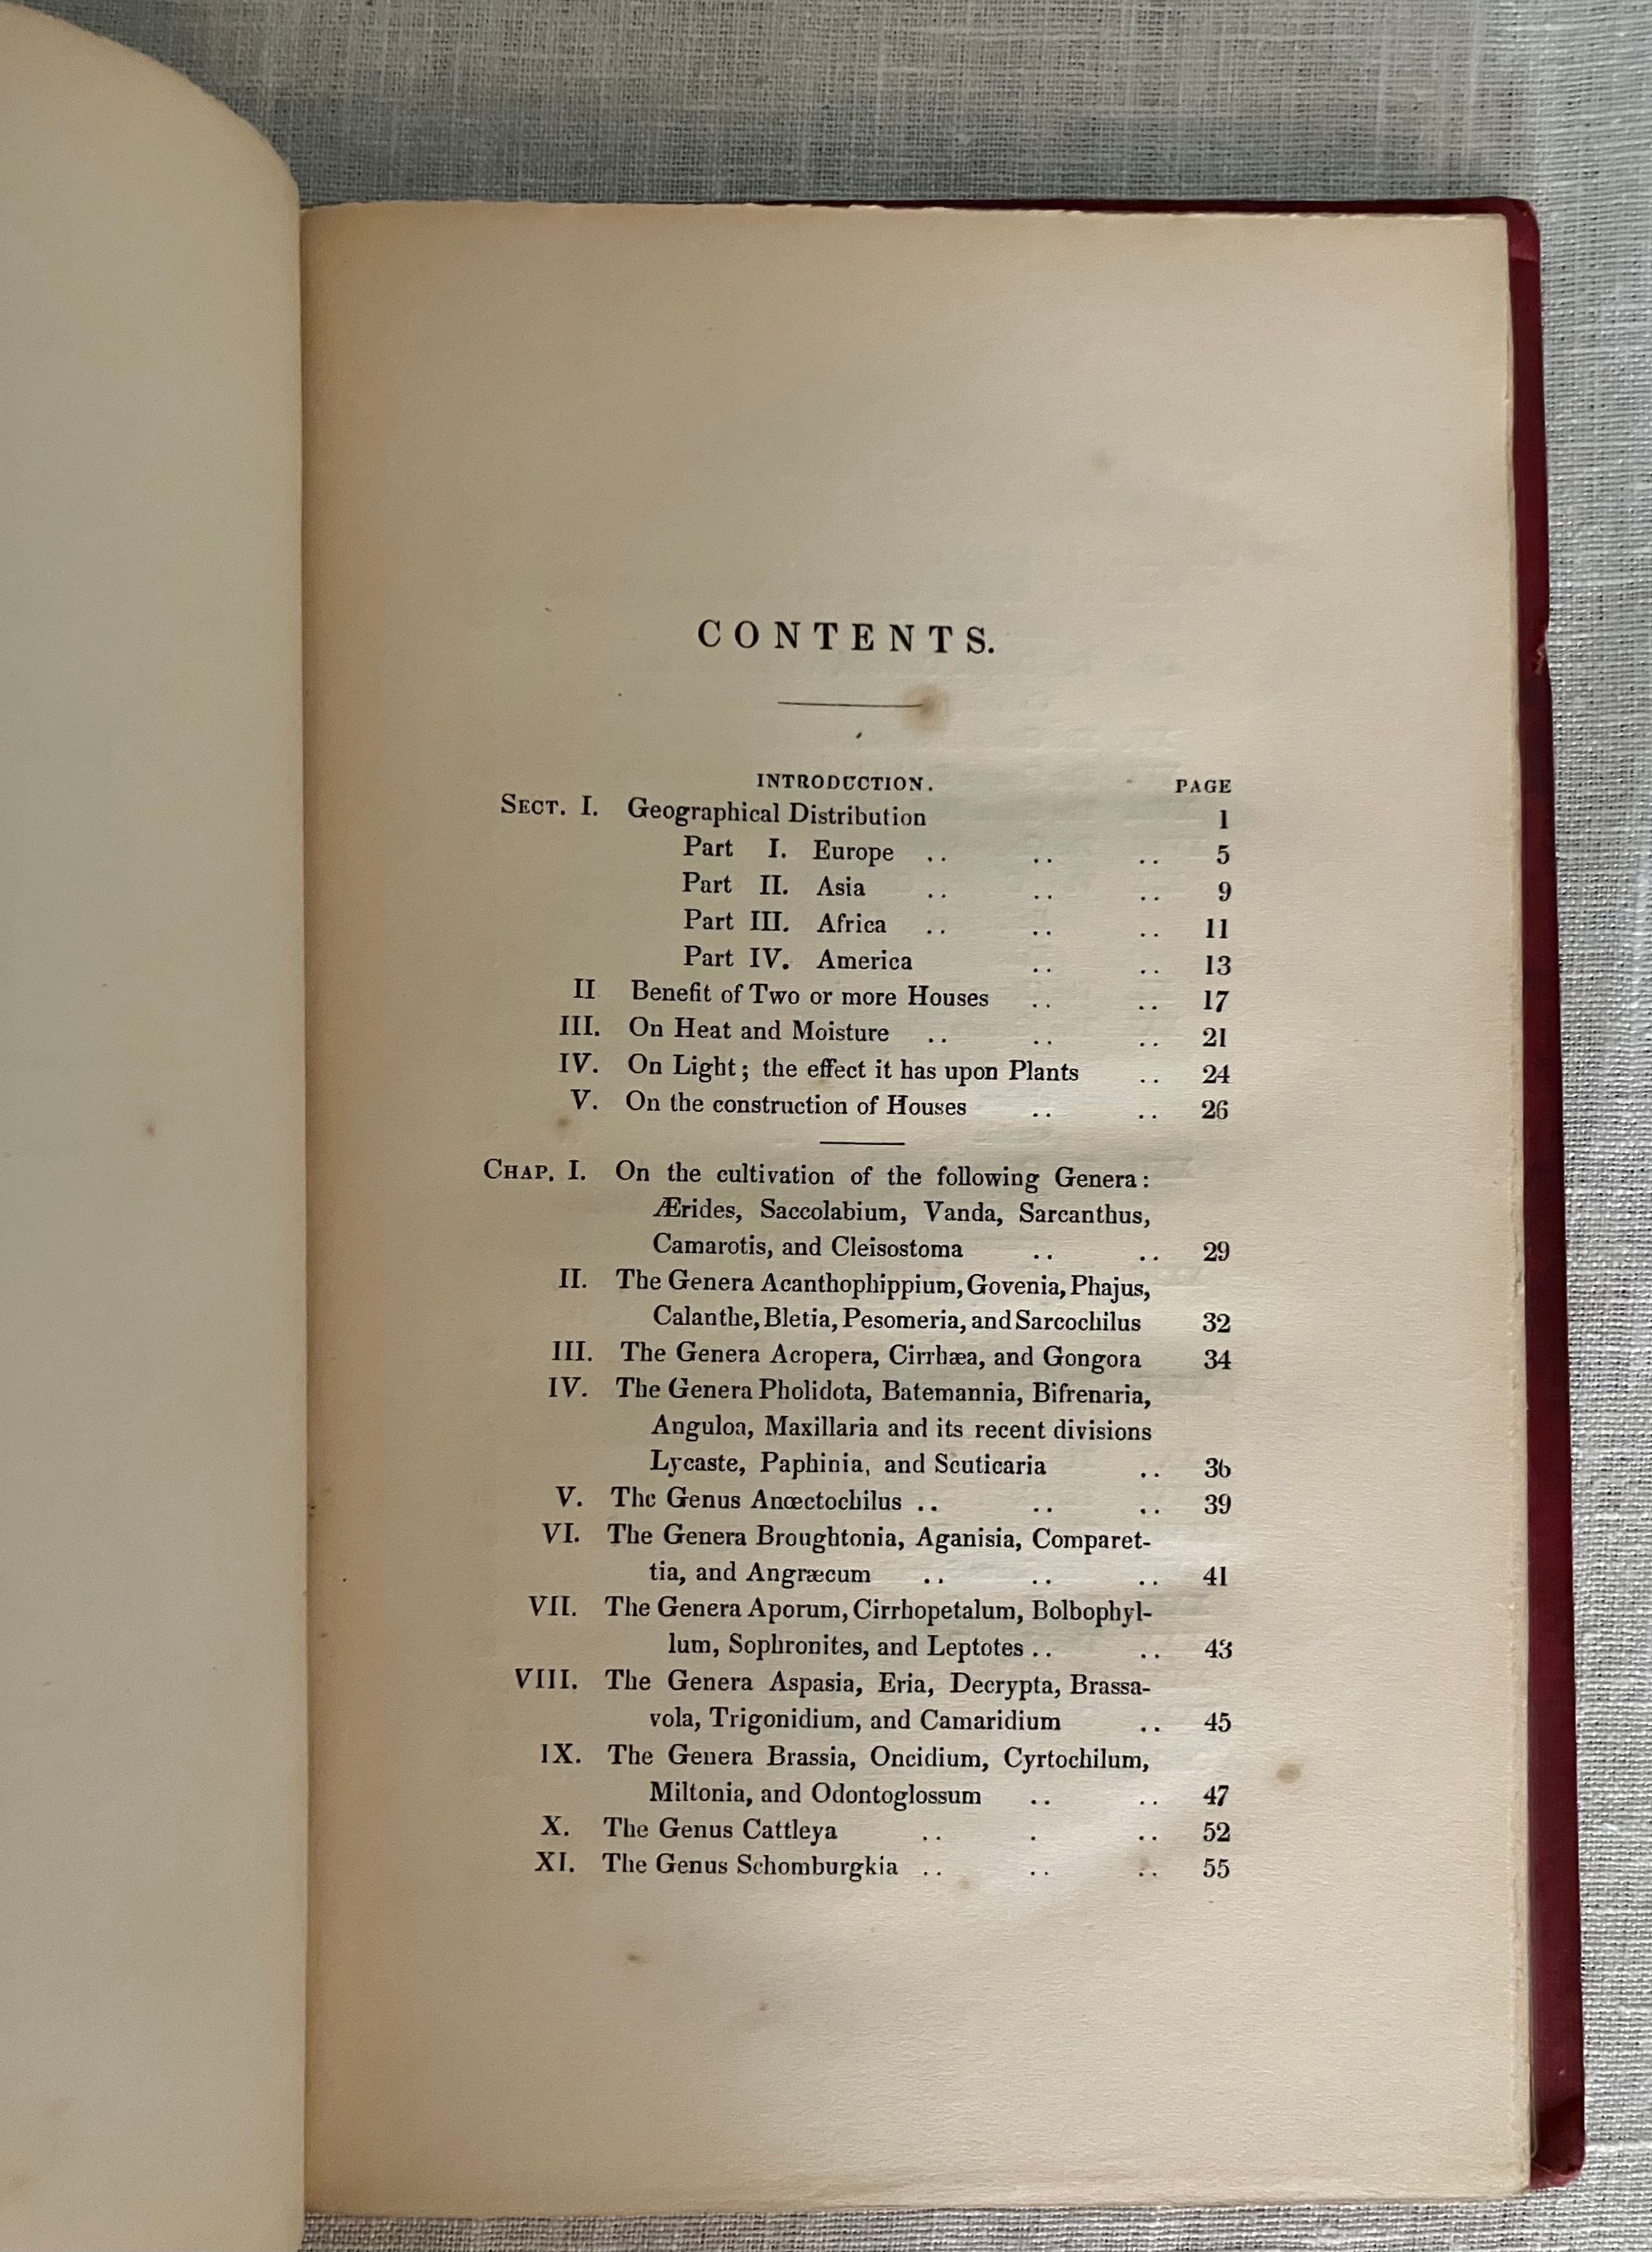 CONTENTS.
INTRODUCTION. PAGE
SECT. I. Geographical Distribution 1
Part I. Europe .. .. .. 5
Part II. Asia .. .. .. 9
Part III. Africa .. .. .. 11
Part IV. America .. .. 13
II Benefit of Two or more Houses .. .. 17
III. On Heat and Moisture .. .. .. 21
IV. On Light; the effect it has upon Plants .. 24
V. On the construction of Houses .. .. 26
CHAP. I. On the cultivation of the following Genera:
Ærides, Saccolabium, Vanda, Sarcanthus,
Camarotis, and Cleisostoma .. .. 29
II. The Genera Acanthophippium, Govenia, Phajus,
Calanthe, Bletia, Pesomeria, and Sarcochilus 32
III. The Genera Acropera, Cirrhæa, and Gongora 34
IV. The Genera Pholidota, Batemannia, Bifrenaria,
Anguloa, Maxillaria and its recent divisions
Lycaste, Paphinia, and Scuticaria .. 36
V. The Genus Anœctochilus .. .. .. 39
VI. The Genera Broughtonia, Aganisia, Comparet-
tia, and Angræcum .. .. .. 41
VII. The Genera Aporum, Cirrhopetalum, Bolbophyl-
lum, Sophronites, and Leptotes .. .. 43
VIII. The Genera Aspasia, Eria, Decrypta, Brassa-
vola, Trigonidium, and Camaridium .. 45
IX. The Genera Brassia, Oncidium, Cyrtochilum,
Miltonia, and Odontoglossum .. .. 47
X. The Genus Cattleya .. . .. 52
XI. The Genus Schomburgkia .. .. .. 55